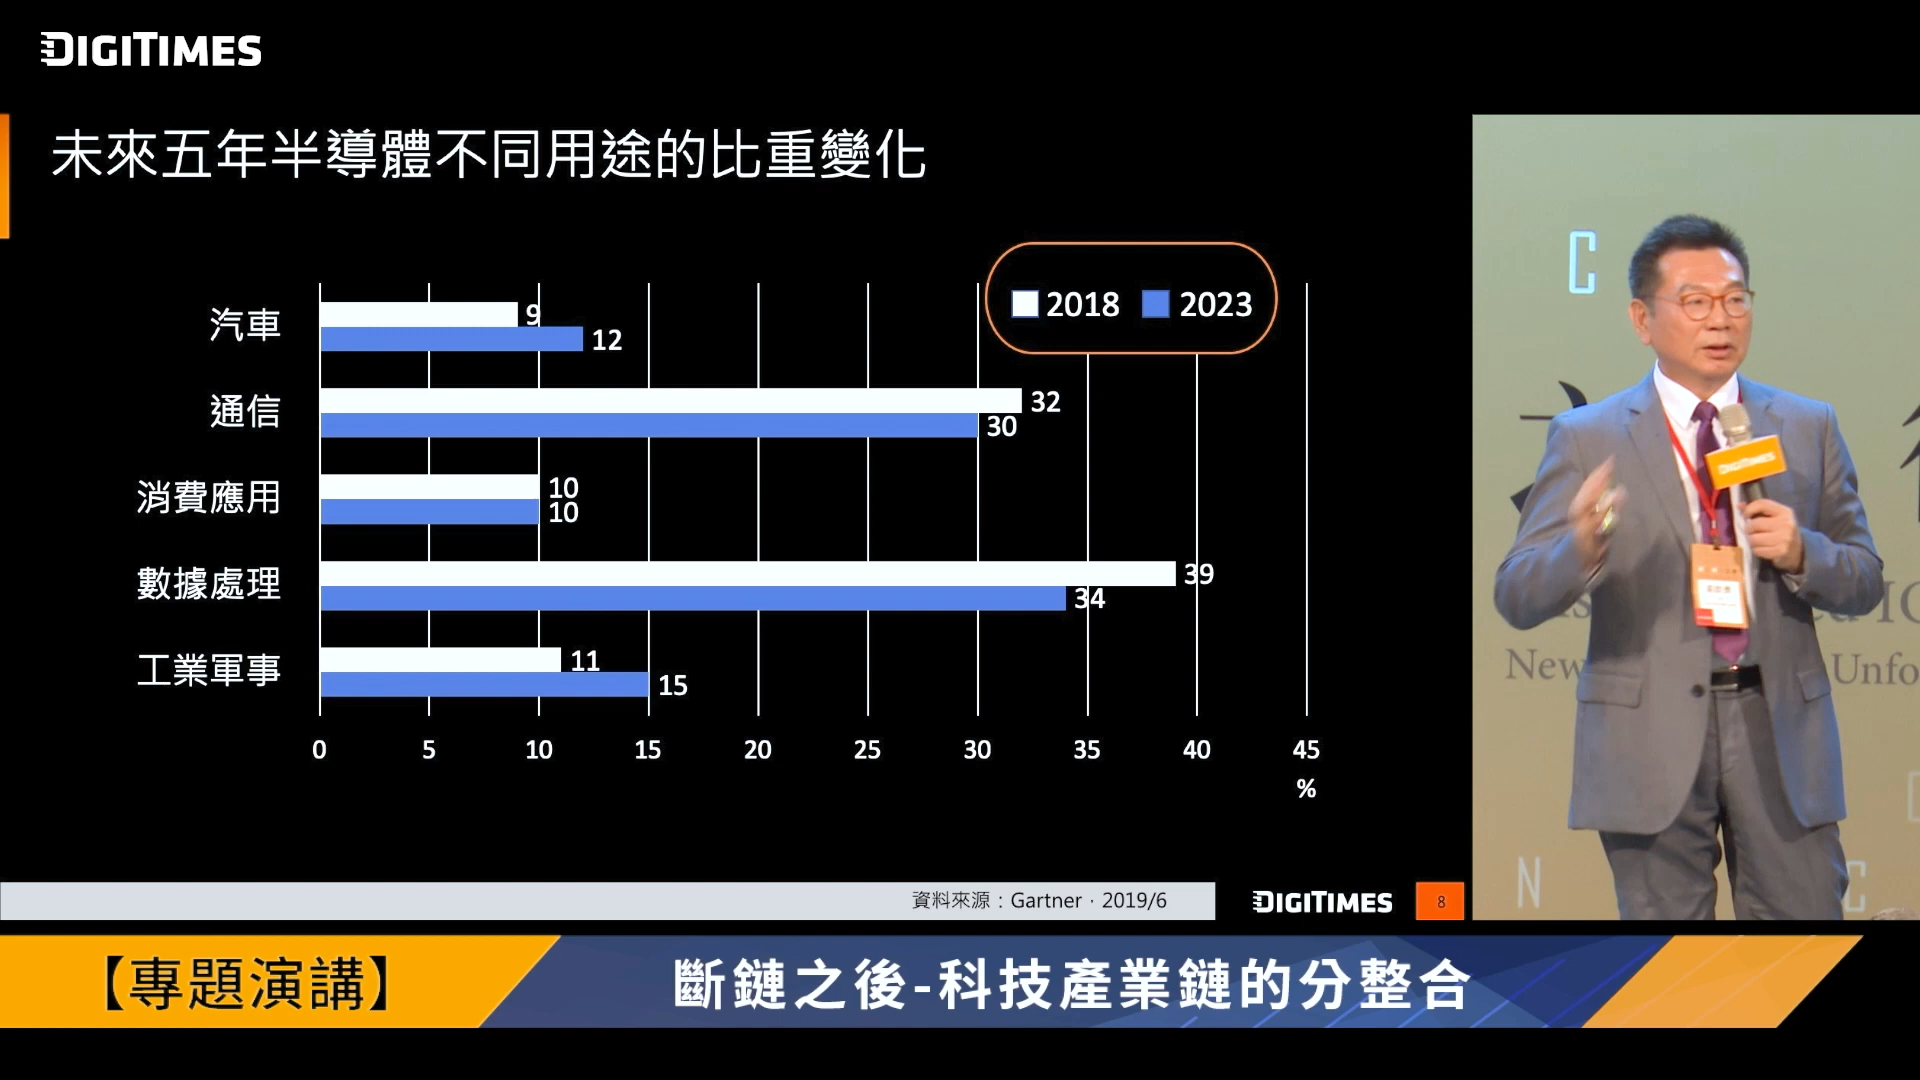 DIGITIMES
未來五年半導體不同用途的比重變化
2018 2023
汽車 9 12
通信 32 30
消費應用 10 10
數據處理 39 34
工業軍事 11 15
0 5 10 15 20 25 30 35 40 45
%
資料來源：Gartner，2019/6
DIGITIMES 8
C
DIGITIMES
New
Unfo
N
C
【專題演講】
斷鏈之後-科技產業鏈的分整合